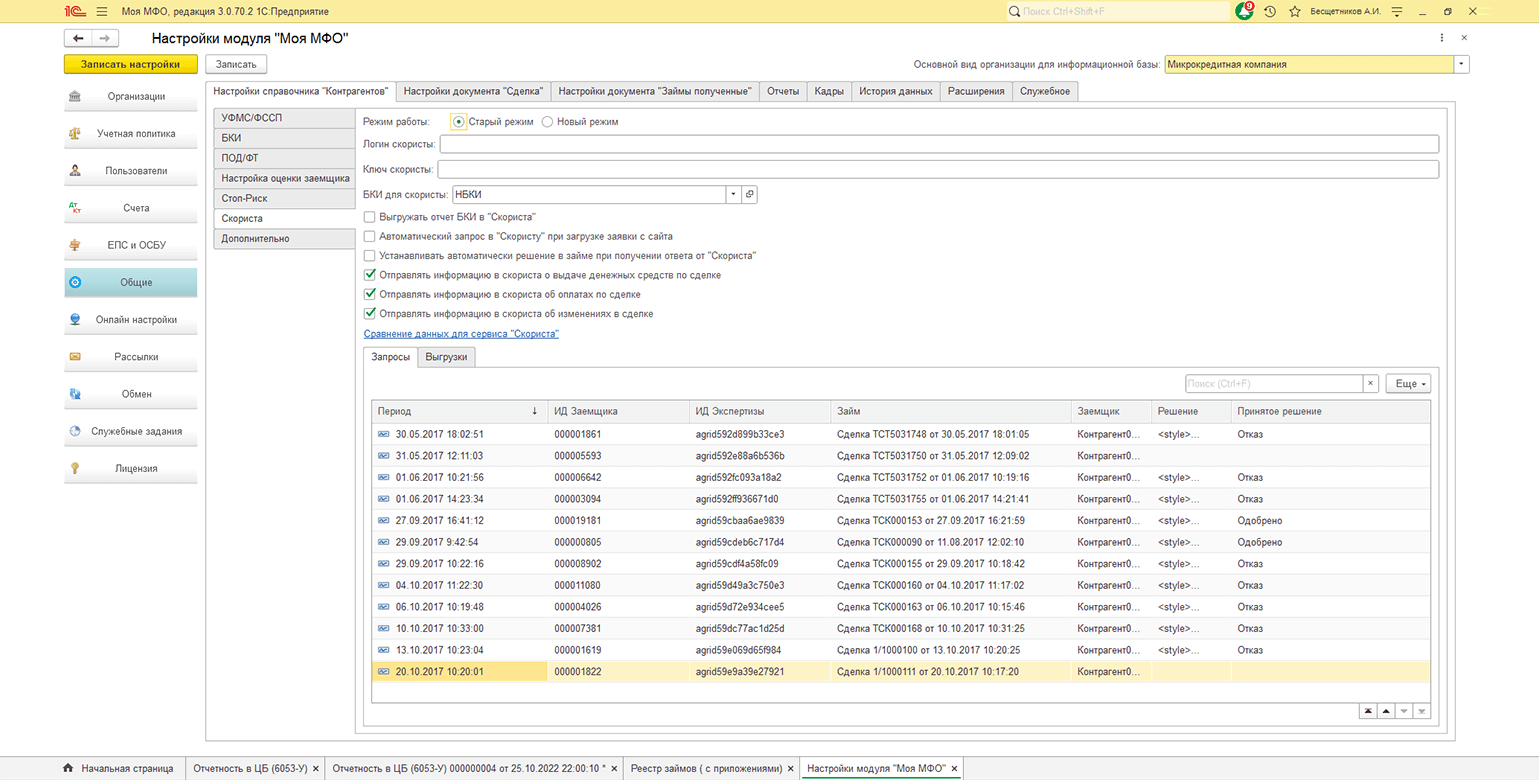 1С Моя МФО, редакция 3.0.70.2 1С:Предприятие Поиск Ctrl+Shift+F 9 Бесщетников А.И.
Настройки модуля "Моя МФО"
Записать настройки Записать Основной вид организации для информационной базы: Микрокредитная компания
Настройки справочника "Контрагентов" Настройки документа "Сделка" Настройки документа "Займы полученные" Отчеты Кадры История данных Расширения Служебное
Организации
Учетная политика
Пользователи
Дт Кт Счета
ЕПС и ОСБУ
Общие
Онлайн настройки
Рассылки
Обмен
Служебные задания
Лицензия
УФМС/ФССП
БКИ
ПОД/ФТ
Настройка оценки заемщика
Стоп-Риск
Скориста
Дополнительно
Режим работы: Старый режим Новый режим
Логин скористы:
Ключ скористы:
БКИ для скористы: НБКИ
Выгружать отчет БКИ в "Скориста"
Автоматический запрос в "Скористу" при загрузке заявки с сайта
Устанавливать автоматически решение в займе при получении ответа от "Скориста"
Отправлять информацию в скориста о выдаче денежных средств по сделке
Отправлять информацию в скориста об оплатах по сделке
Отправлять информацию в скориста об изменениях в сделке
Сравнение данных для сервиса "Скориста"
Запросы Выгрузки
Поиск (Ctrl+F) × Еще
Период ↓ ИД Заемщика ИД Экспертизы Займ Заемщик Решение Принятое решение
30.05.2017 18:02:51 000001861 agrid592d899b33ce3 Сделка ТСТ5031748 от 30.05.2017 18:01:05 Контрагент0... <style>... Отказ
31.05.2017 12:11:03 000005593 agrid592e88a6b536b Сделка ТСТ5031750 от 31.05.2017 12:09:02 Контрагент0...
01.06.2017 10:21:56 000006642 agrid592fc093a18a2 Сделка ТСТ5031752 от 01.06.2017 10:19:16 Контрагент0... <style>... Отказ
01.06.2017 14:23:34 000003094 agrid592ff936671d0 Сделка ТСТ5031755 от 01.06.2017 14:21:41 Контрагент0... <style>... Отказ
27.09.2017 16:41:12 000019181 agrid59cbaa6ae9839 Сделка ТСК000153 от 27.09.2017 16:21:59 Контрагент0... <style>... Одобрено
29.09.2017 9:42:54 000000805 agrid59cdeb6c717d4 Сделка ТСК000090 от 11.08.2017 12:02:10 Контрагент0... <style>... Одобрено
29.09.2017 10:22:16 000008902 agrid59cdf4a58fc09 Сделка ТСК000155 от 29.09.2017 10:18:42 Контрагент0... <style>... Отказ
04.10.2017 11:22:30 000011080 agrid59d49a3c750e3 Сделка ТСК000160 от 04.10.2017 11:17:02 Контрагент0... <style>... Отказ
06.10.2017 10:19:48 000004026 agrid59d72e934cee5 Сделка ТСК000163 от 06.10.2017 10:15:46 Контрагент0... <style>... Отказ
10.10.2017 10:33:00 000007381 agrid59dc77ac1d25d Сделка ТСК000168 от 10.10.2017 10:31:25 Контрагент0... <style>... Отказ
13.10.2017 10:23:04 000001619 agrid59e069d65f984 Сделка 1/1000100 от 13.10.2017 10:20:25 Контрагент0... <style>... Отказ
20.10.2017 10:20:01 000001822 agrid59e9a39e27921 Сделка 1/1000111 от 20.10.2017 10:17:20 Контрагент0...
Начальная страница Отчетность в ЦБ (6053-У) × Отчетность в ЦБ (6053-У) 000000004 от 25.10.2022 22:00:10 * × Реестр займов ( с приложениями) × Настройки модуля "Моя МФО" ×